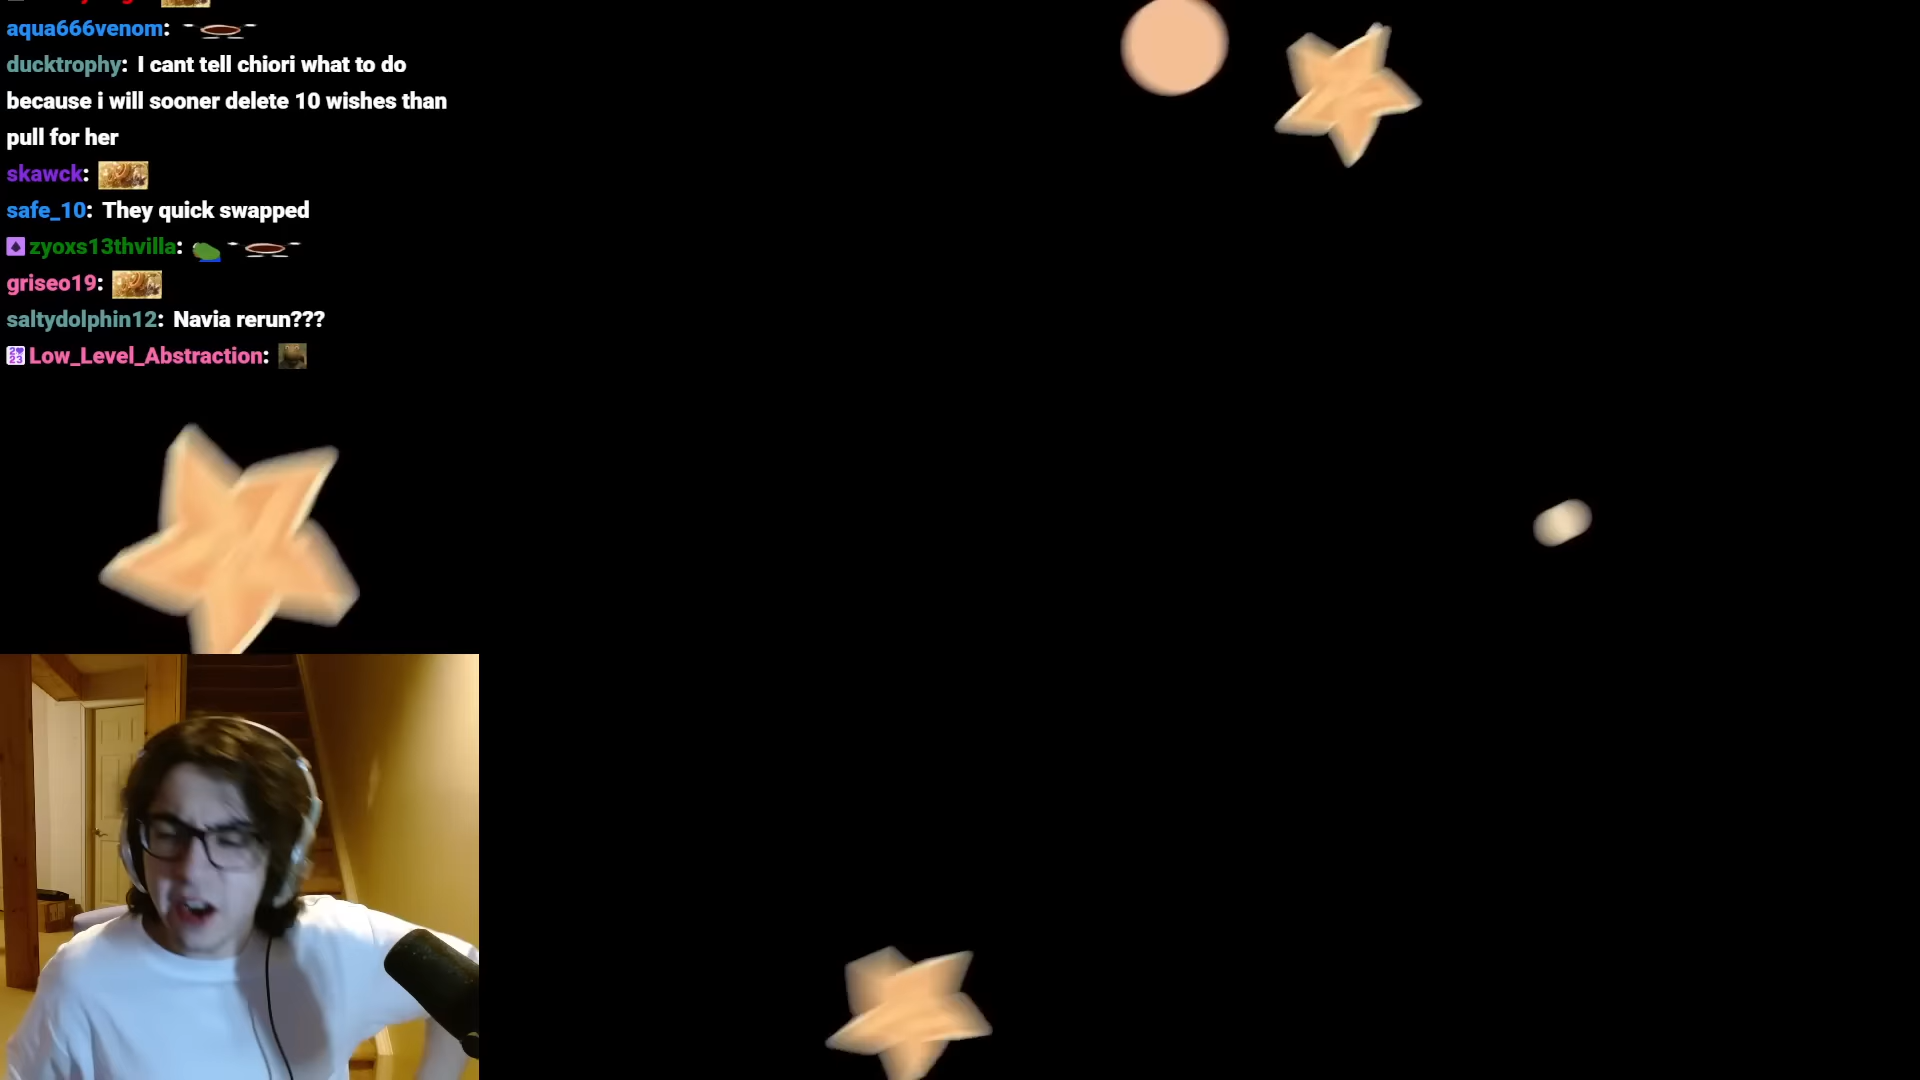 aqua666venom:
ducktrophy: I cant tell chiori what to do
because i will sooner delete 10 wishes than
pull for her
skawck:
safe_10: They quick swapped
zyoxs13thvilla:
griseo19:
saltydolphin12: Navia rerun???
Low_Level_Abstraction: